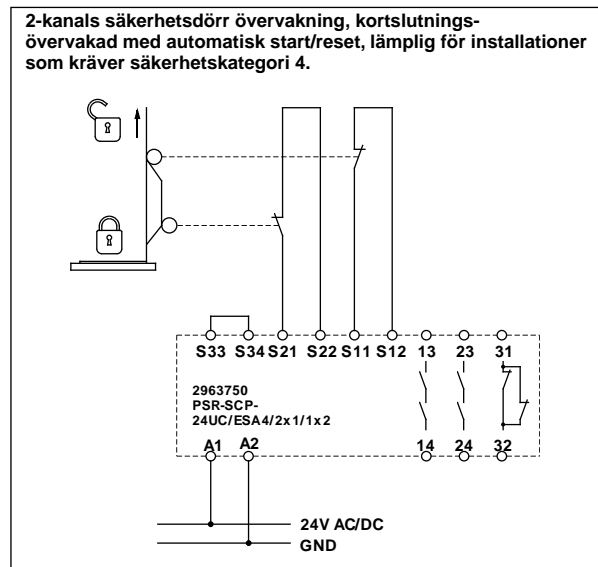 2-kanals säkerhetsdörr övervakning, kortslutnings-
övervakad med automatisk start/reset, lämplig för installationer
som kräver säkerhetskategori 4.
S33 S34 S21 S22 S11 S12 13 23 31
2963750
PSR-SCP-
24UC/ESA4/2x1/1x2
A1 A2 14 24 32
24V AC/DC
GND